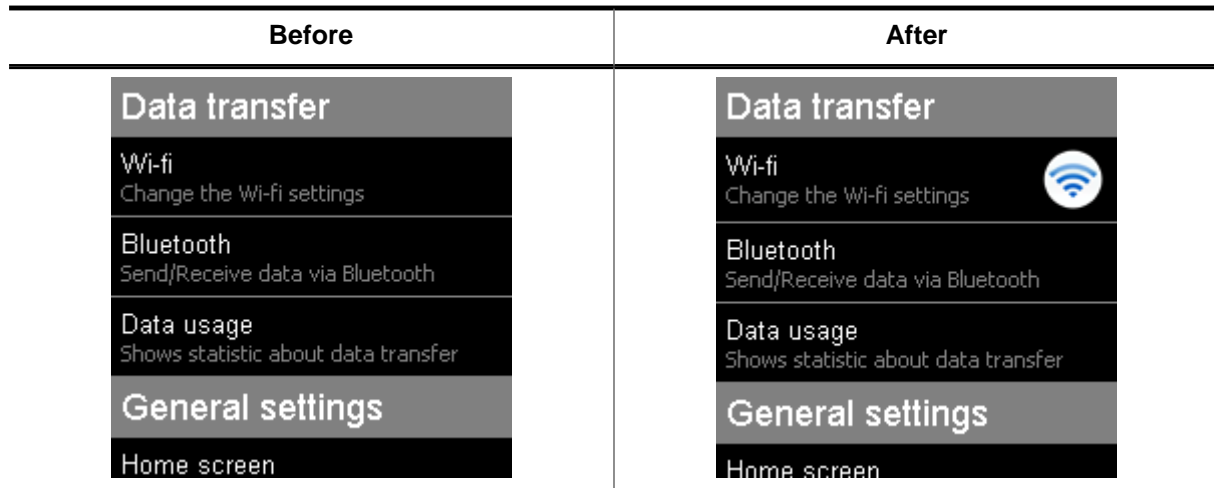 Before
After
Data transfer
Wi-fi
Change the Wi-fi settings
Bluetooth
Send/Receive data via Bluetooth
Data usage
Shows statistic about data transfer
General settings
Home screen
Data transfer
Wi-fi
Change the Wi-fi settings
Bluetooth
Send/Receive data via Bluetooth
Data usage
Shows statistic about data transfer
General settings
Home screen